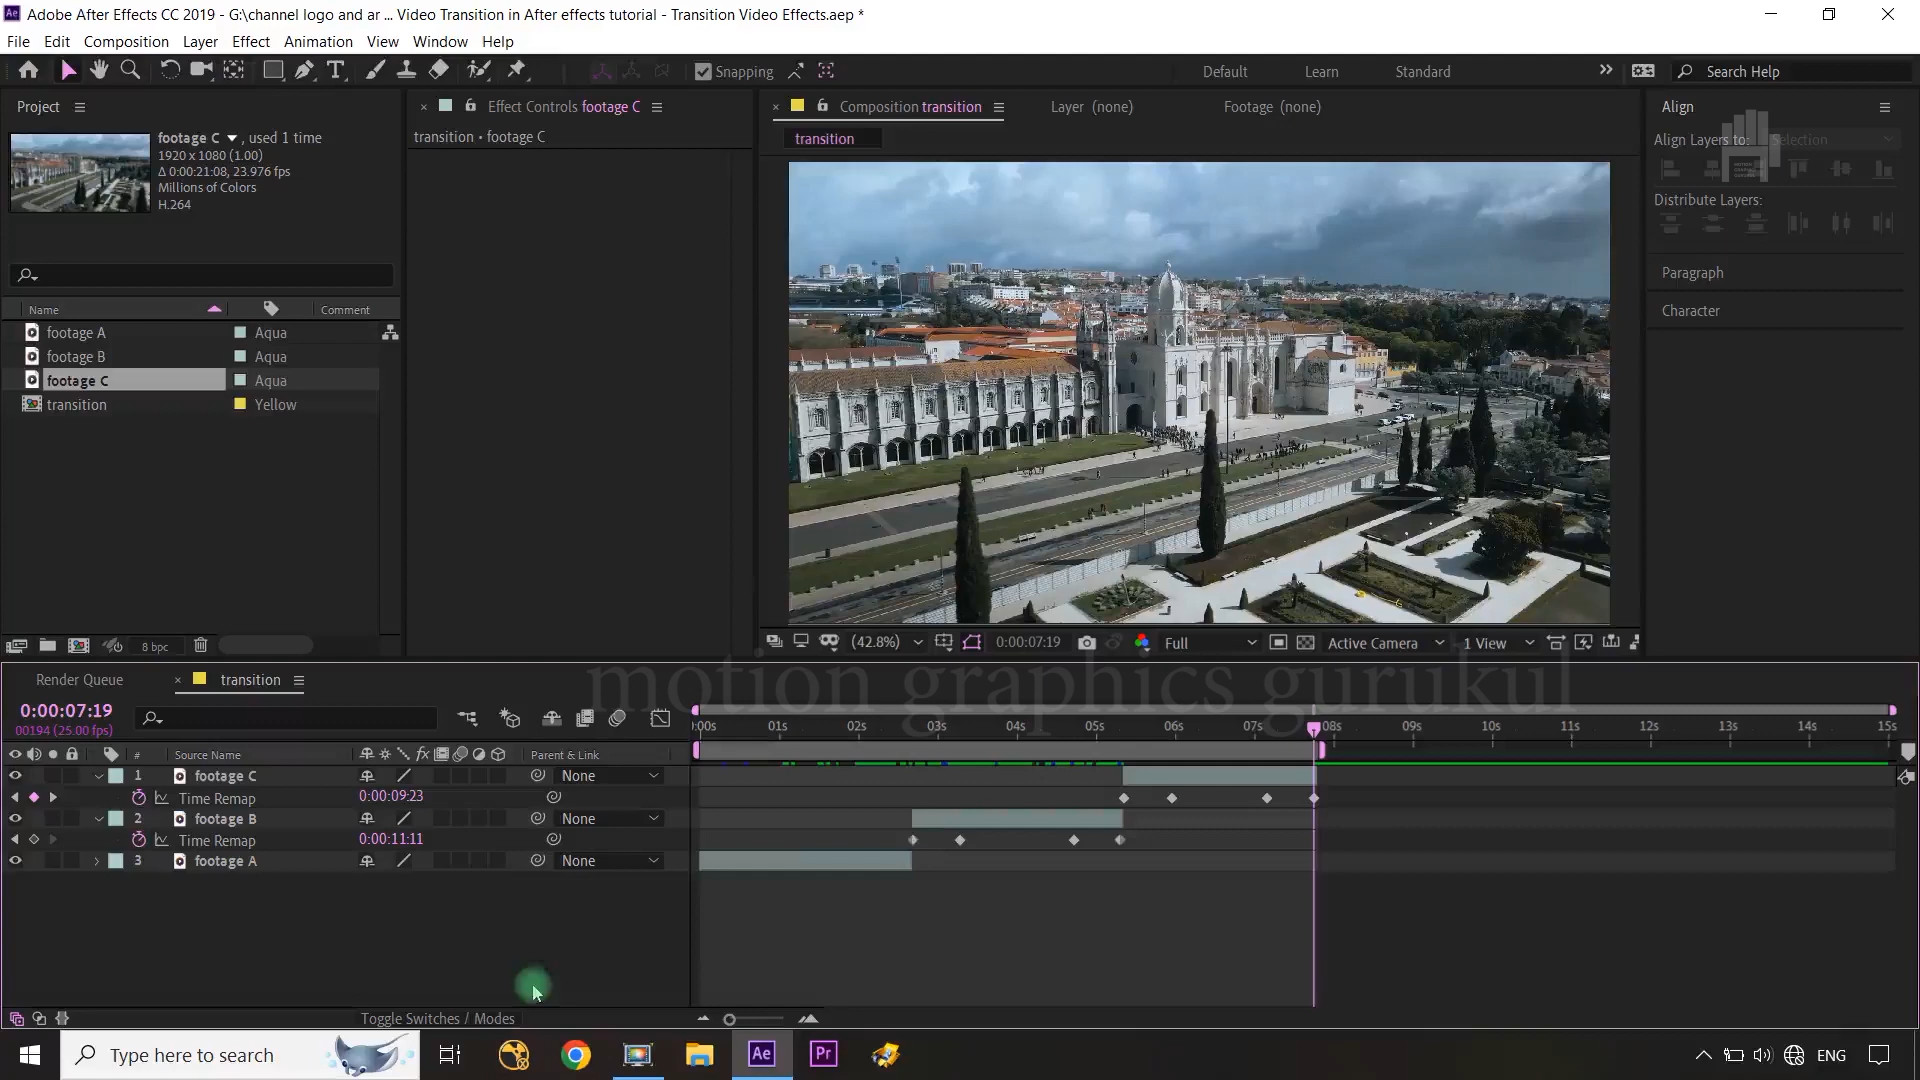 Adobe After Effects CC 2019 - G:\channel logo and ar ... Video Transition in After effects tutorial - Transition Video Effects.aep *
File Edit Composition Layer Effect Animation View Window Help
Snapping Default Learn Standard Search Help
Project
footage C , used 1 time
1920 x 1080 (1.00)
Δ 0:00:21:08, 23.976 fps
Millions of Colors
H.264
Name Comment
footage A Aqua
footage B Aqua
footage C Aqua
transition Yellow
8 bpc
Effect Controls footage C
transition • footage C
Composition transition Layer (none) Footage (none)
transition
(42.8%) 0:00:07:19 Full Active Camera 1 View
Align
Align Layers to: Selection
Distribute Layers:
Paragraph
Character
motion graphics gurukul
Render Queue transition
0:00:07:19
00194 (25.00 fps)
:00s 01s 02s 03s 04s 05s 07s 08s 09s 10s 11s 12s 13s 14s 15s
# Source Name fx Parent & Link
1 footage C None
Time Remap 0:00:09:23
2 footage B None
Time Remap 0:00:11:11
3 footage A None
Toggle Switches / Modes
Type here to search Ae Pr ENG